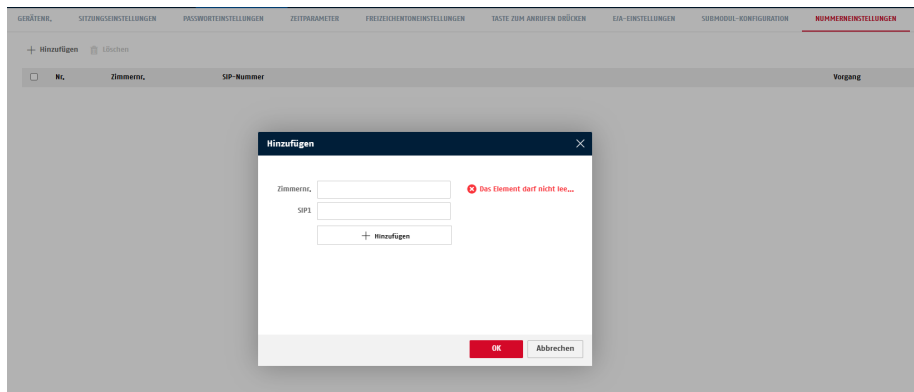 GERÄTENR. SITZUNGSEINSTELLUNGEN PASSWORTEINSTELLUNGEN ZEITPARAMETER FREIZEICHENTONEINSTELLUNGEN TASTE ZUM ANRUFEN DRÜCKEN E/A-EINSTELLUNGEN SUBMODUL-KONFIGURATION NUMMERNEINSTELLUNGEN
+ Hinzufügen Löschen
Nr. Zimmernr. SIP-Nummer Vorgang
Hinzufügen
Zimmernr. Das Element darf nicht lee...
SIP1
+ Hinzufügen
OK Abbrechen